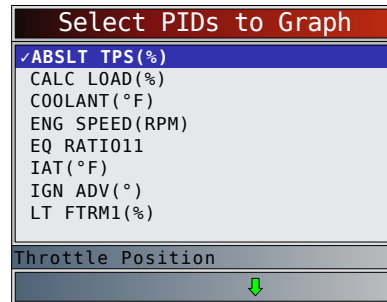 Select PIDs to Graph
✓ABSLT TPS(%)
CALC LOAD(%)
COOLANT(°F)
ENG SPEED(RPM)
EQ RATIO11
IAT(°F)
IGN ADV(°)
LT FTRM1(%)
Throttle Position